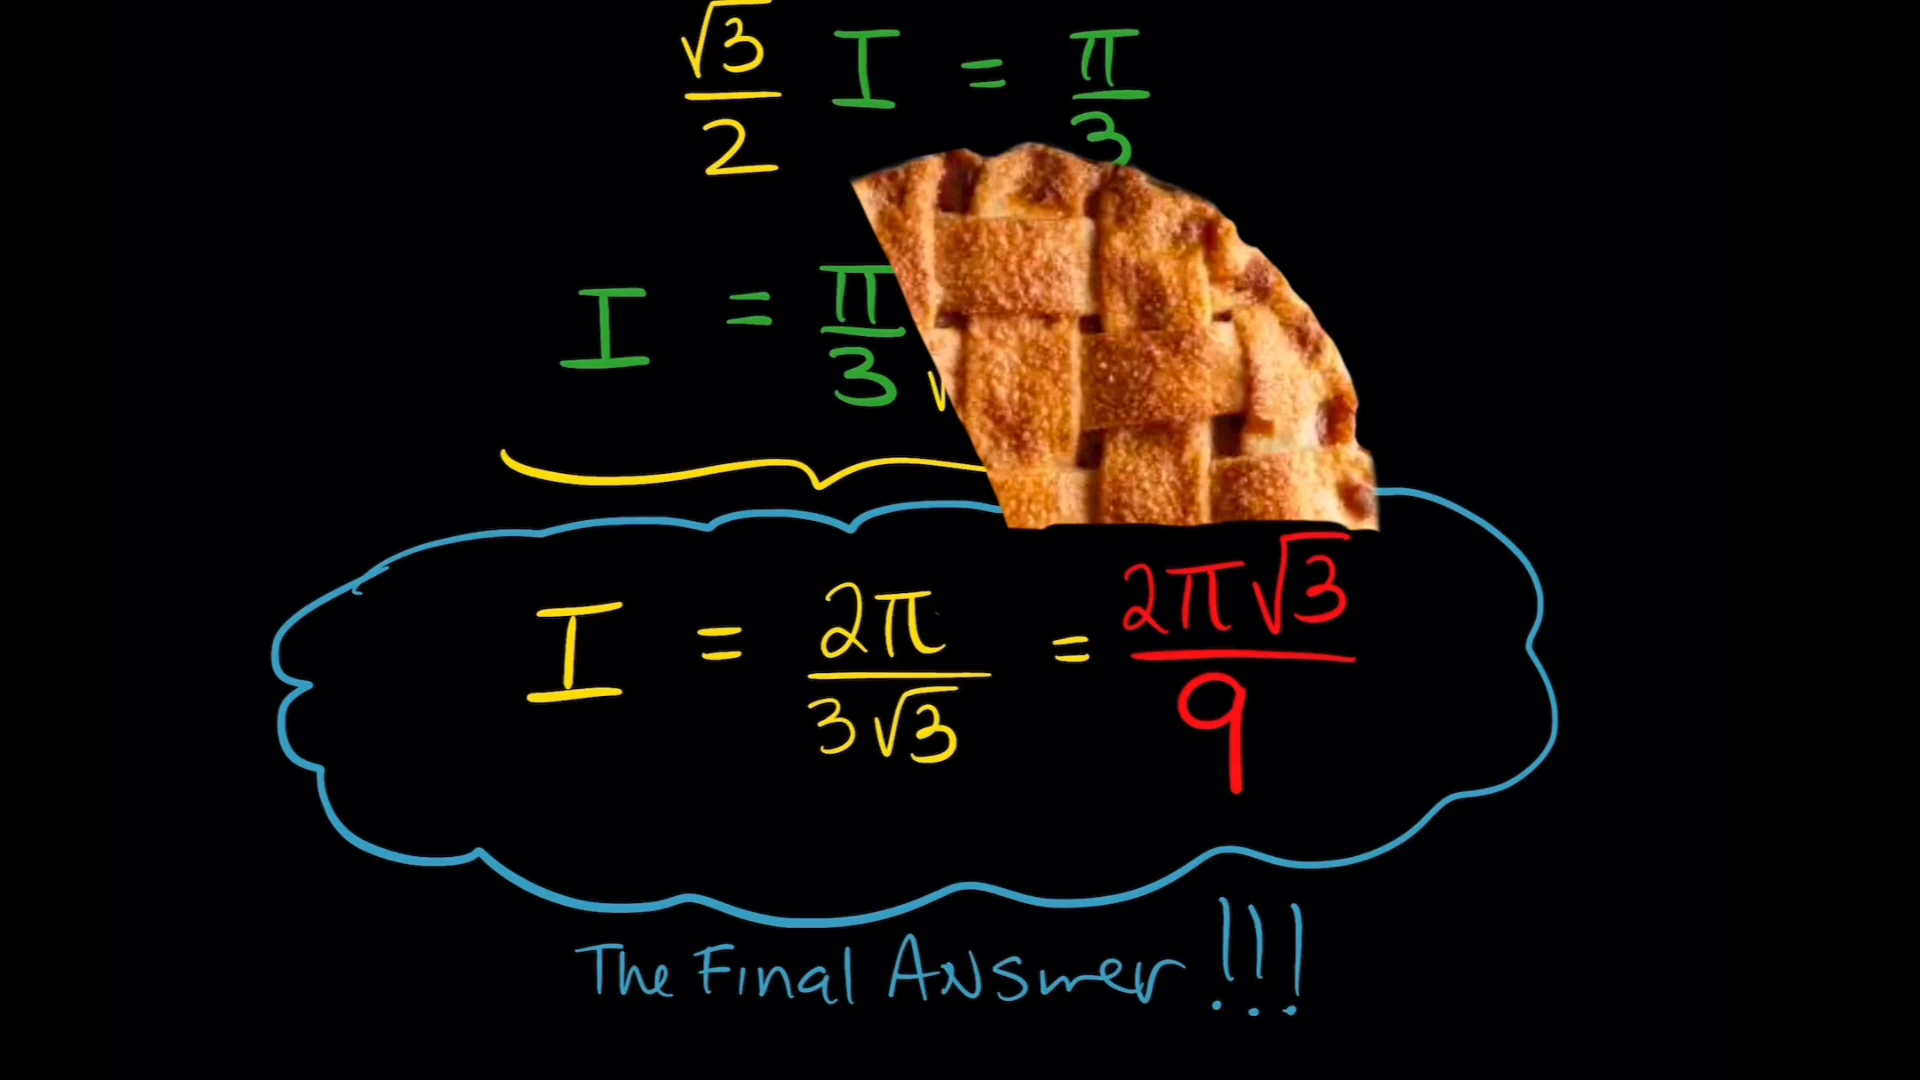 √3/2 I = π/3
I = π/3
I = 2π/3√3 = 2π√3/9
The Final Answer !!!